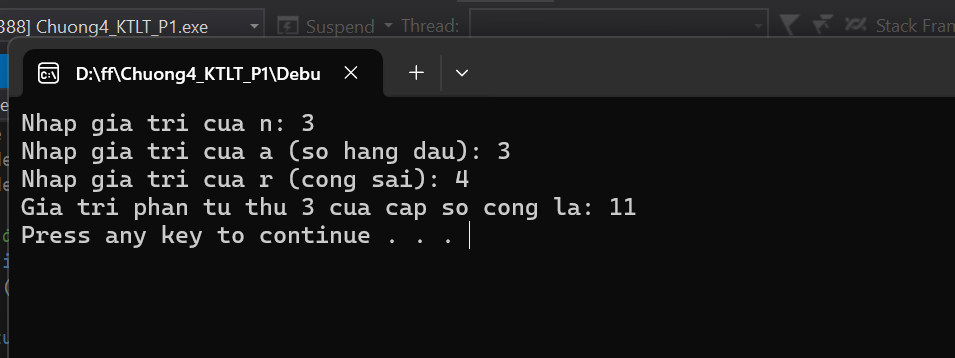 388] Chuong4_KTLT_P1.exe Suspend Thread: Stack Fran
D:\ff\Chuong4_KTLT_P1\Debu
Nhap gia tri cua n: 3
Nhap gia tri cua a (so hang dau): 3
Nhap gia tri cua r (cong sai): 4
Gia tri phan tu thu 3 cua cap so cong la: 11
Press any key to continue . . .